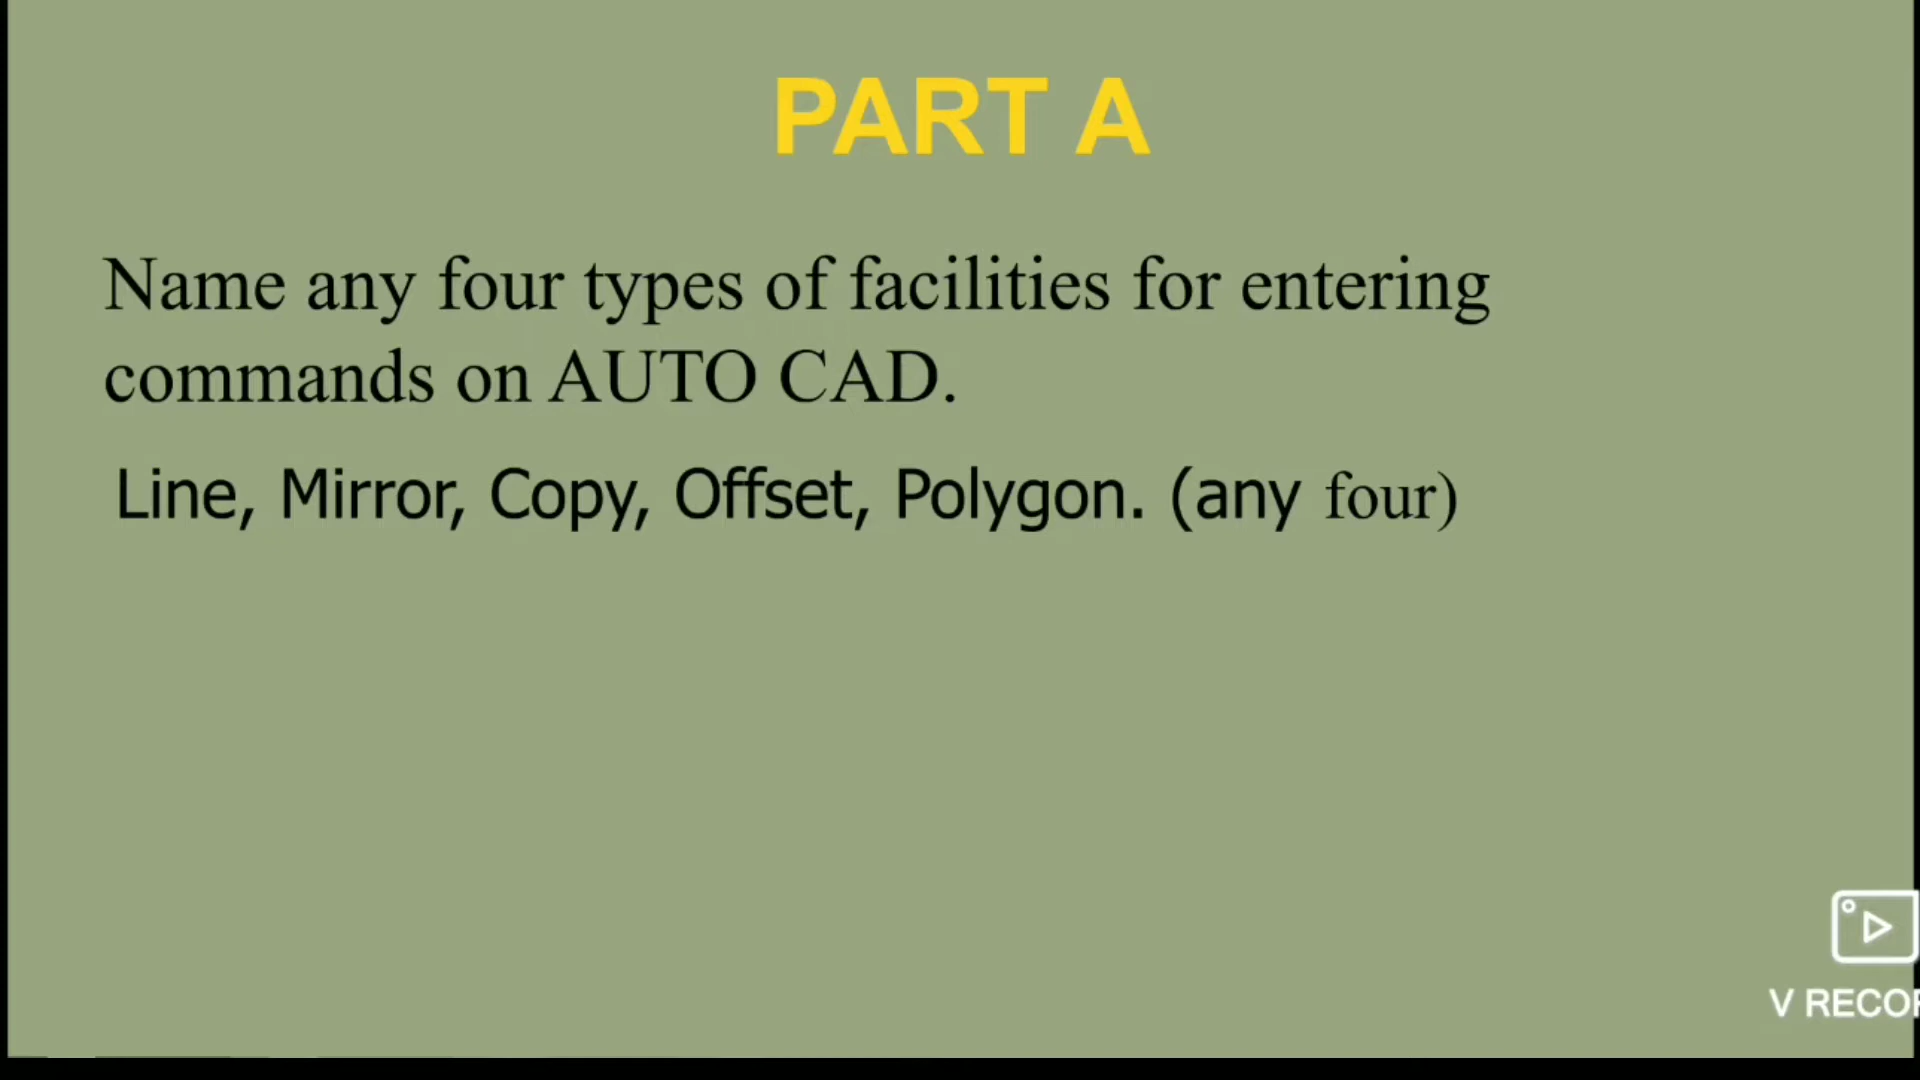 PART A
Name any four types of facilities for entering
commands on AUTO CAD.
Line, Mirror, Copy, Offset, Polygon. (any four)
V